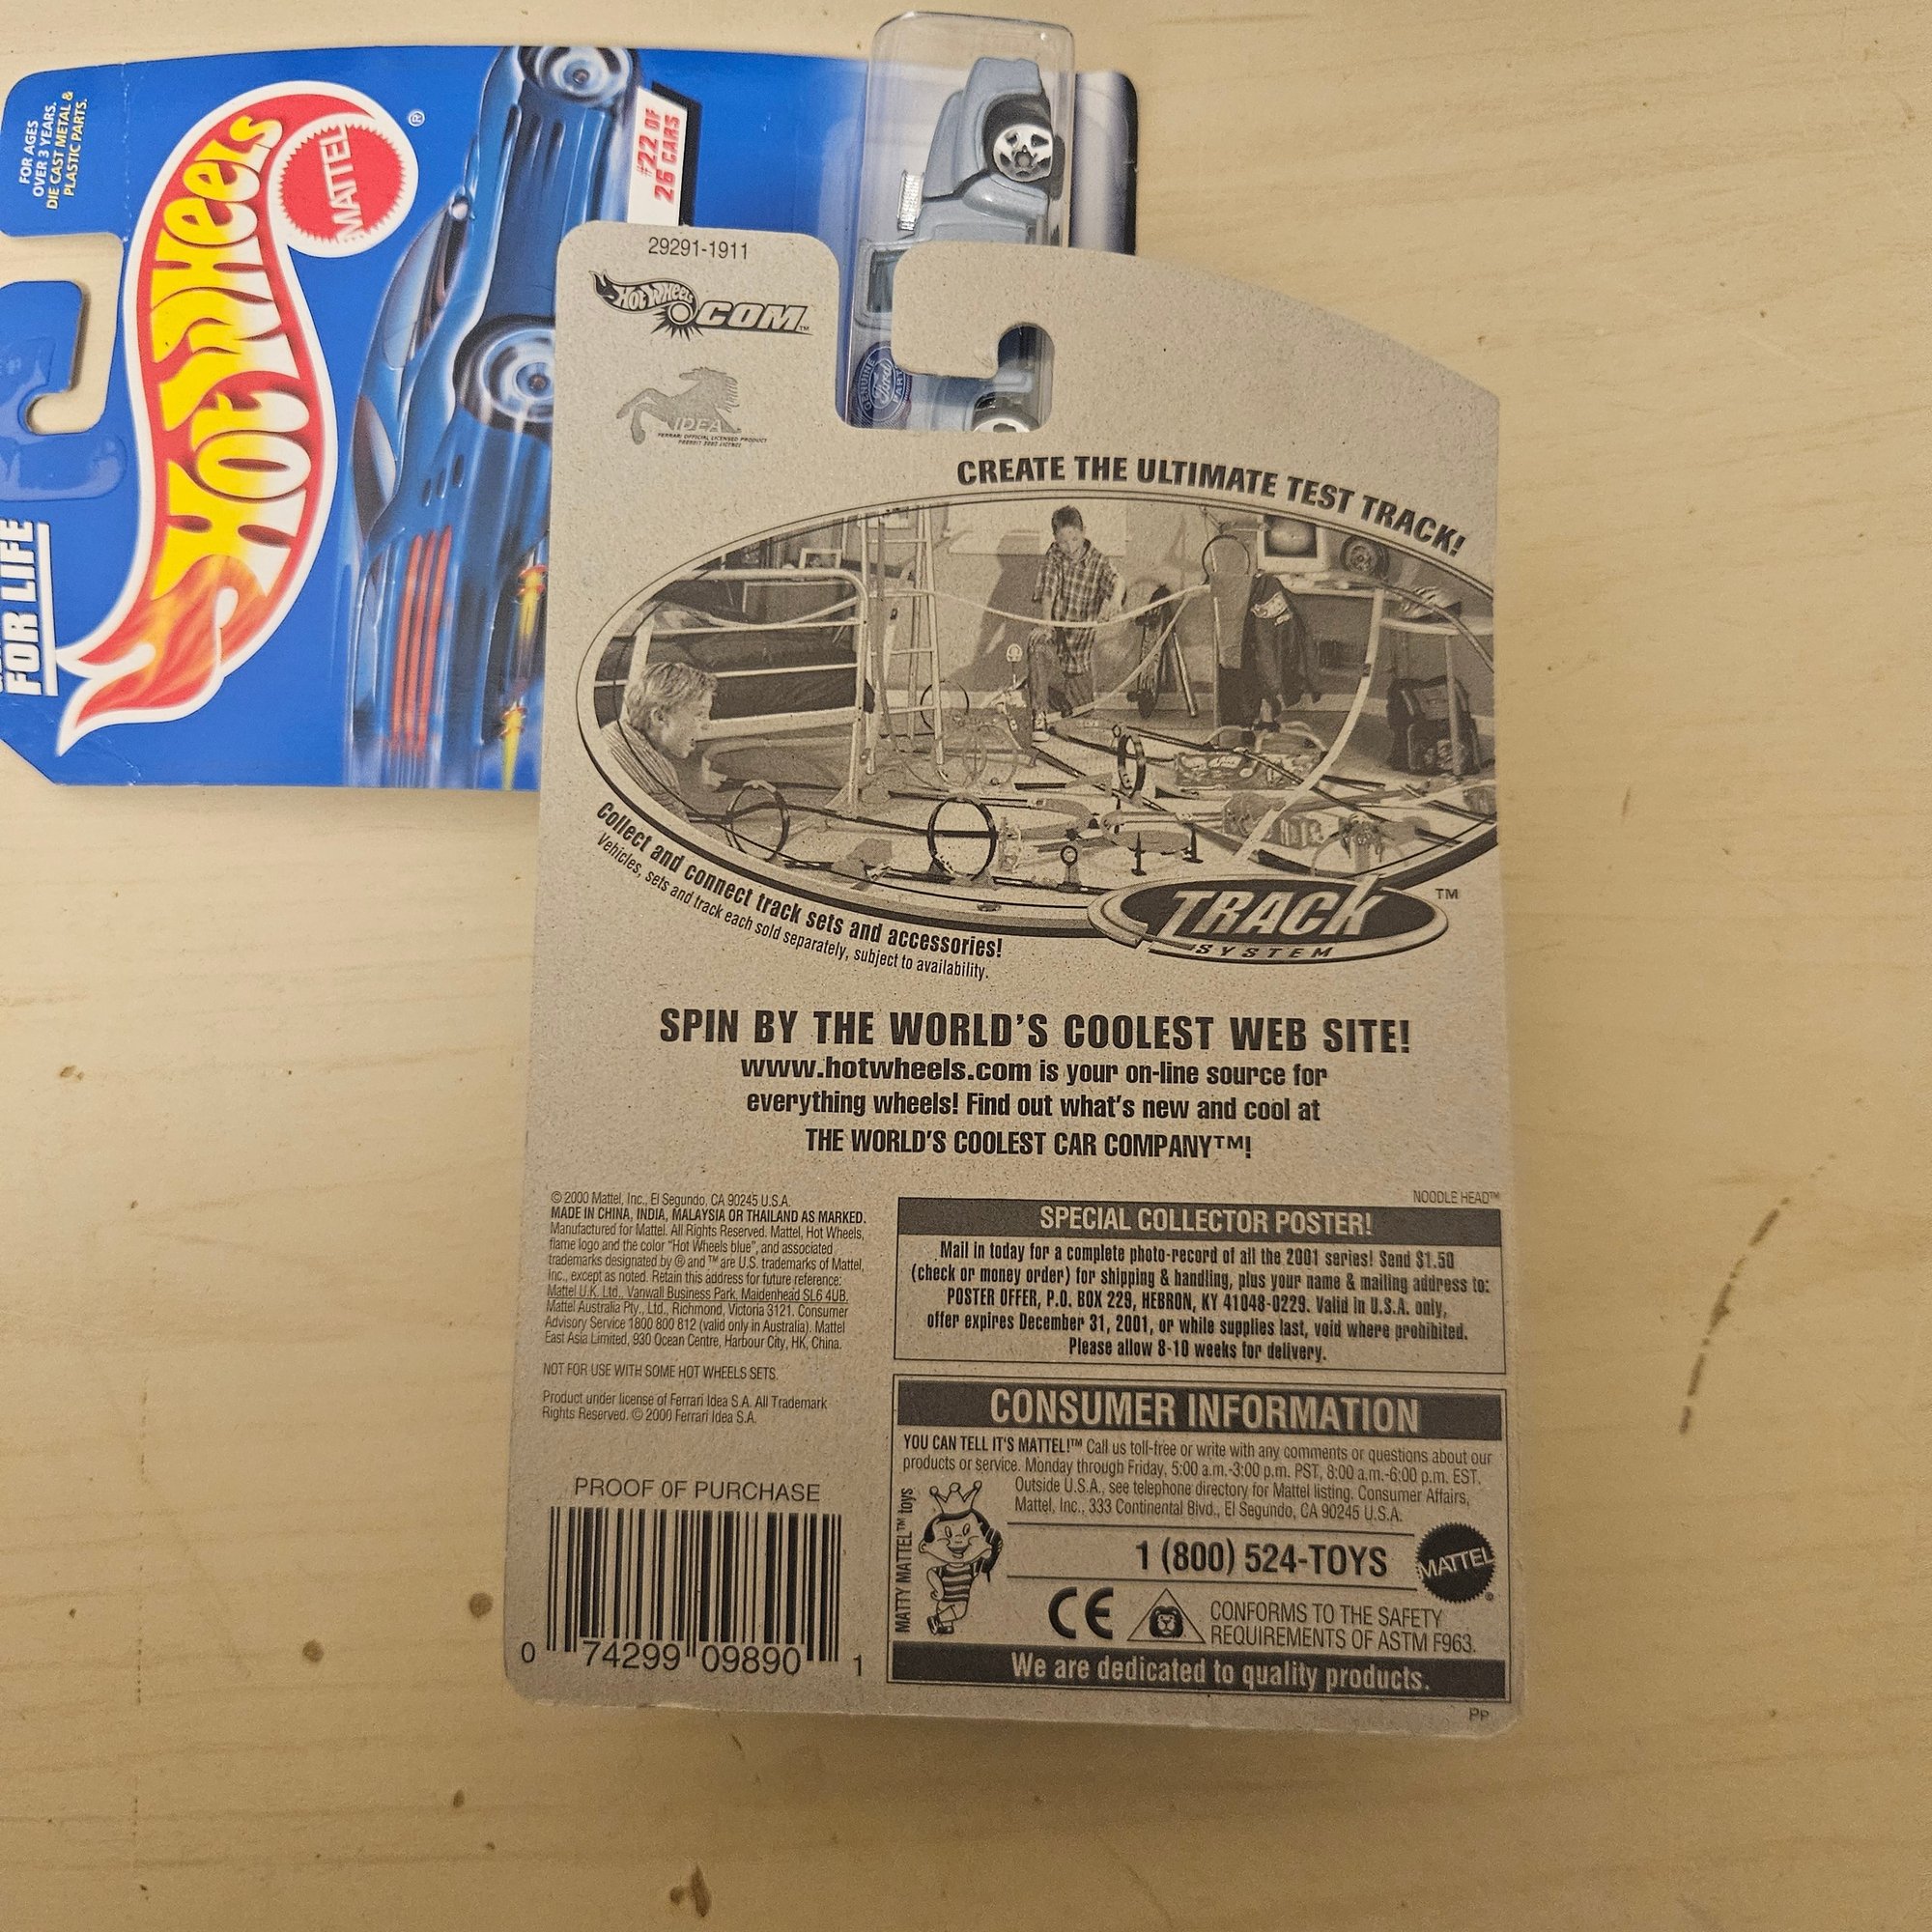 FOR AGES
OVER 3 YEARS.
DIE CAST METAL &
PLASTIC PARTS.
HOT WHEELS
MATTEL
®
#22 OF
26 CARS
FOR LIFE
GENUINE
Ford
29291-1911
HOT WHEELS
.COM™
IDEA
FERRARI OFFICIAL LICENSED PRODUCT
CREATE THE ULTIMATE TEST TRACK!
Collect and connect track sets and accessories!
Vehicles, sets and track each sold separately, subject to availability.
TRACK™
SYSTEM
SPIN BY THE WORLD'S COOLEST WEB SITE!
www.hotwheels.com is your on-line source for
everything wheels! Find out what's new and cool at
THE WORLD'S COOLEST CAR COMPANY™!
© 2000 Mattel, Inc., El Segundo, CA 90245 U.S.A.
MADE IN CHINA, INDIA, MALAYSIA OR THAILAND AS MARKED.
Manufactured for Mattel. All Rights Reserved. Mattel, Hot Wheels,
flame logo and the color "Hot Wheels blue", and associated
trademarks designated by ® and ™ are U.S. trademarks of Mattel,
Inc., except as noted. Retain this address for future reference:
Mattel U.K. Ltd., Vanwall Business Park, Maidenhead SL6 4UB.
Mattel Australia Pty., Ltd., Richmond, Victoria 3121. Consumer
Advisory Service 1800 800 812 (valid only in Australia). Mattel
East Asia Limited, 930 Ocean Centre, Harbour City, HK, China.
NOT FOR USE WITH SOME HOT WHEELS SETS.
Product under license of Ferrari Idea S.A. All Trademark
Rights Reserved. © 2000 Ferrari Idea S.A.
PROOF OF PURCHASE
0 74299 09890 1
NOODLE HEAD™
SPECIAL COLLECTOR POSTER!
Mail in today for a complete photo-record of all the 2001 series! Send $1.50
(check or money order) for shipping & handling, plus your name & mailing address to:
POSTER OFFER, P.O. BOX 229, HEBRON, KY 41048-0229. Valid in U.S.A. only,
offer expires December 31, 2001, or while supplies last, void where prohibited.
Please allow 8-10 weeks for delivery.
CONSUMER INFORMATION
YOU CAN TELL IT'S MATTEL!™ Call us toll-free or write with any comments or questions about our
products or service. Monday through Friday, 5:00 a.m.-3:00 p.m. PST, 8:00 a.m.-6:00 p.m. EST.
Outside U.S.A., see telephone directory for Mattel listing. Consumer Affairs,
Mattel, Inc., 333 Continental Blvd., El Segundo, CA 90245 U.S.A.
MATTY MATTEL™ toys
1 (800) 524-TOYS
MATTEL®
CE
CONFORMS TO THE SAFETY
REQUIREMENTS OF ASTM F963.
We are dedicated to quality products.
PP